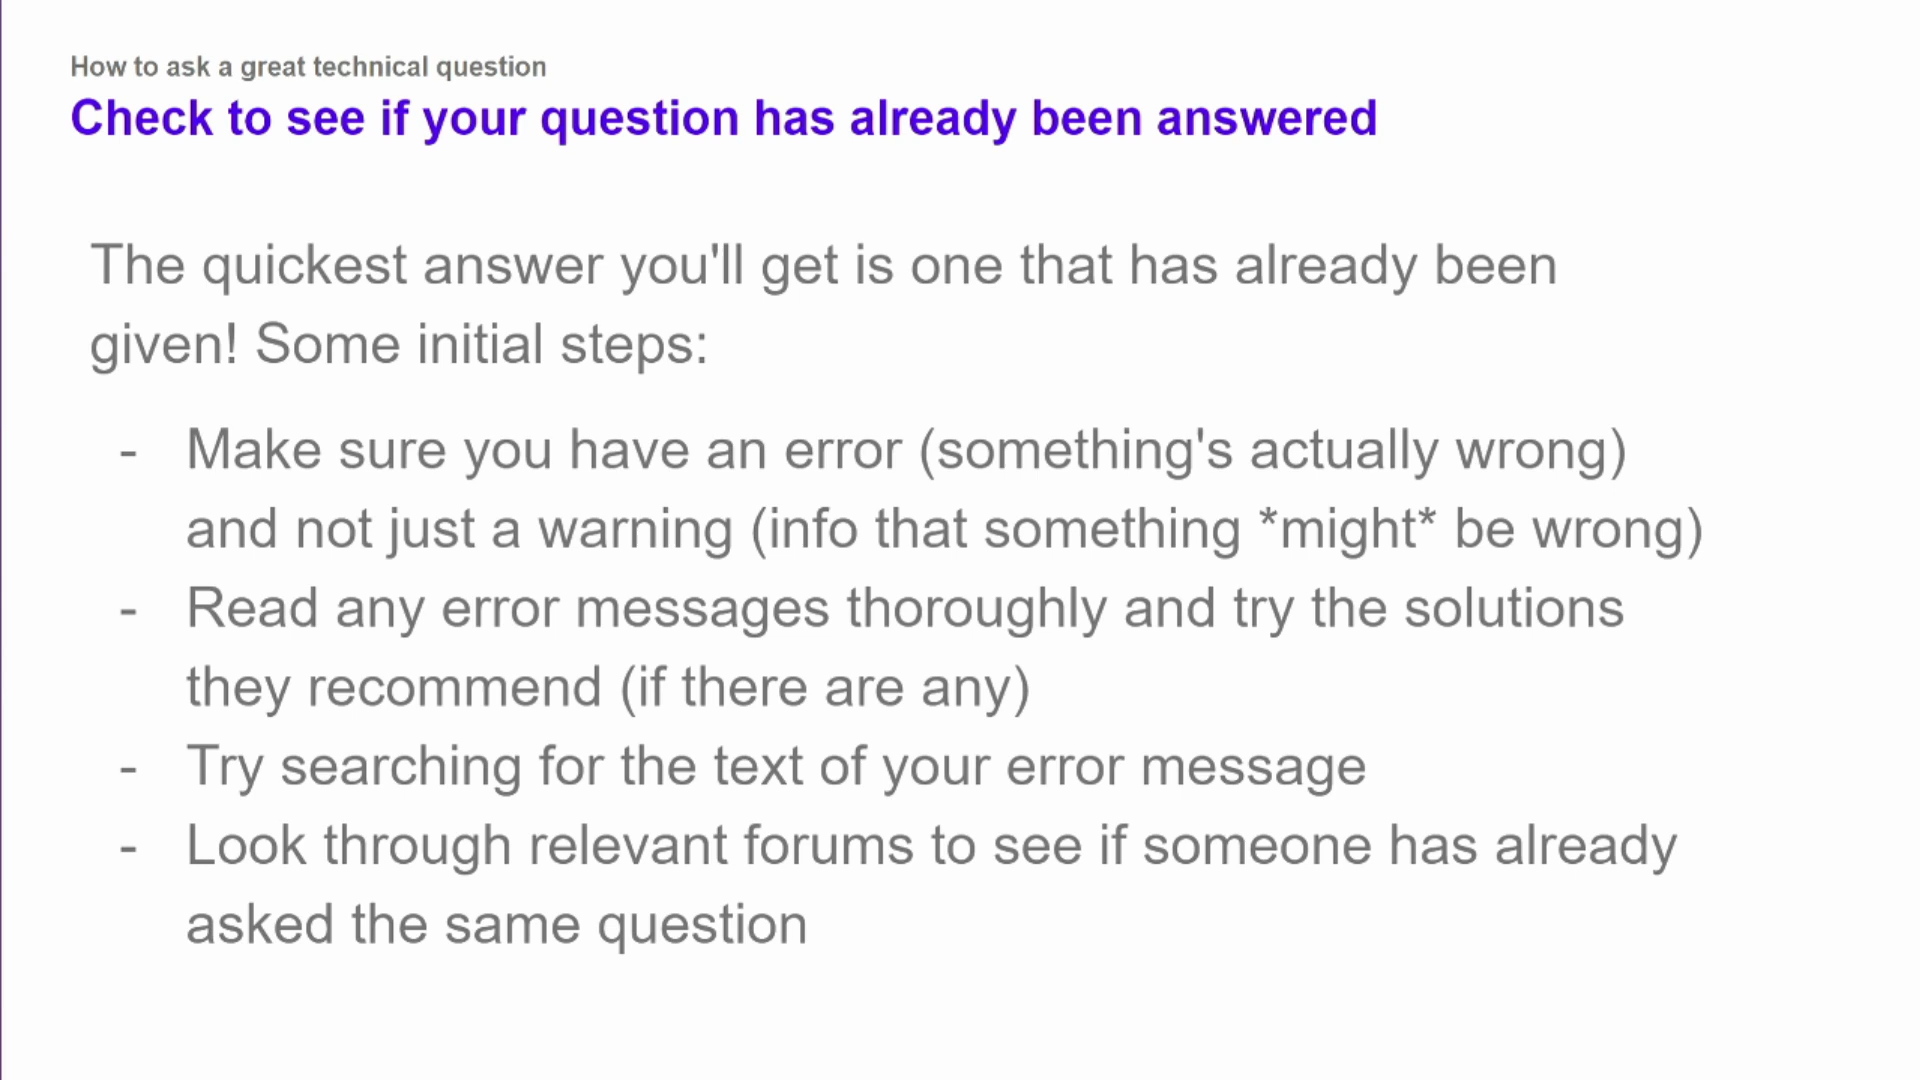 How to ask a great technical question
Check to see if your question has already been answered
The quickest answer you'll get is one that has already been
given! Some initial steps:
- Make sure you have an error (something's actually wrong)
and not just a warning (info that something *might* be wrong)
- Read any error messages thoroughly and try the solutions
they recommend (if there are any)
- Try searching for the text of your error message
- Look through relevant forums to see if someone has already
asked the same question